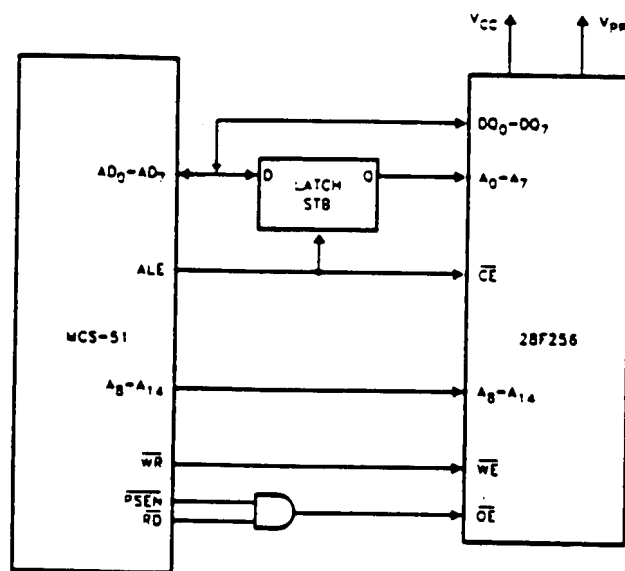 VCC
VPP
DQ0-DQ7
AD0-AD7
D
Q
LATCH
STB
A0-A7
ALE
CE
MCS-51
28F256
A8-A14
A8-A14
WR
WE
PSEN
RD
OE